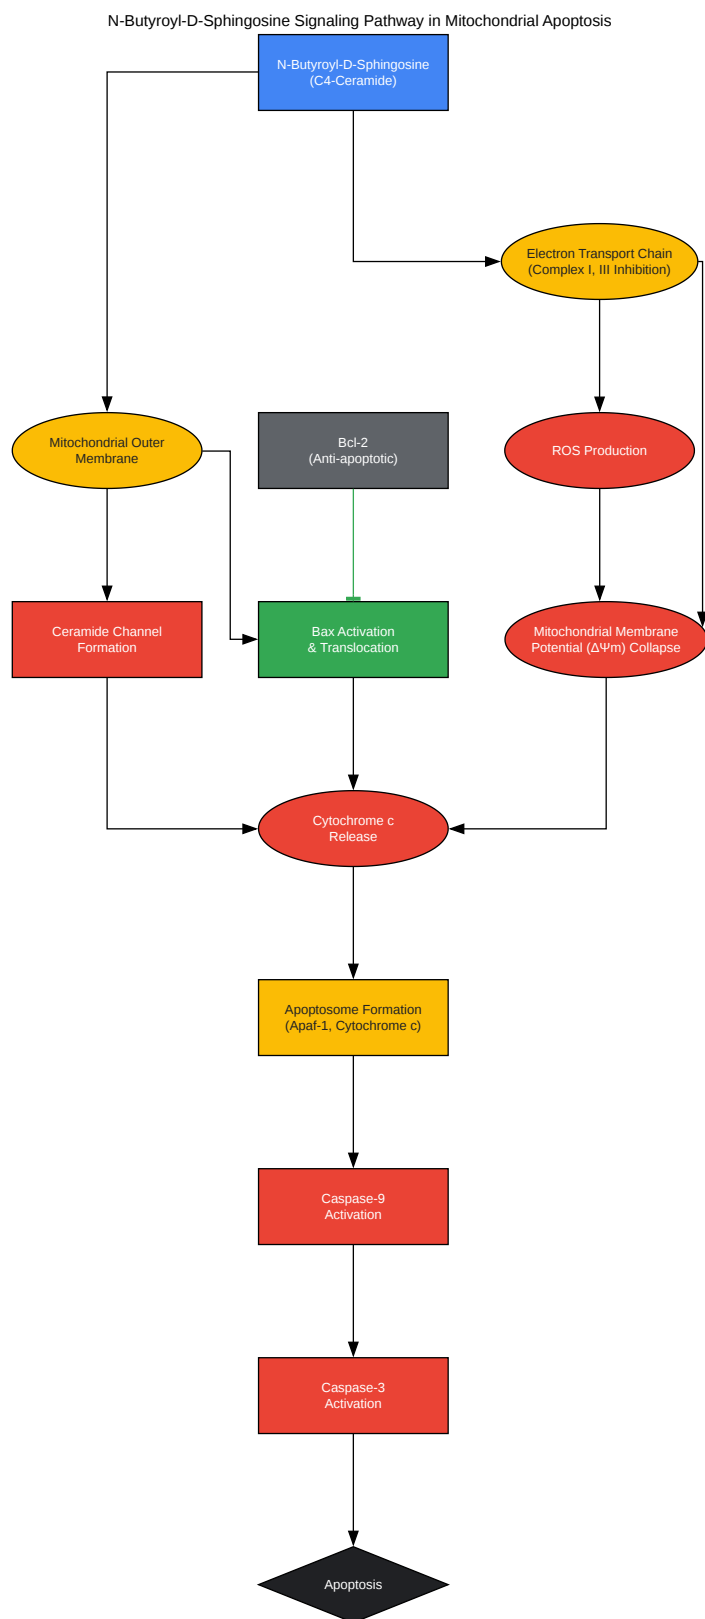 N-Butyroyl-D-Sphingosine Signaling Pathway in Mitochondrial Apoptosis
N-Butyroyl-D-Sphingosine
(C4-Ceramide)
Electron Transport Chain
(Complex I, III Inhibition)
Mitochondrial Outer
Membrane
Bcl-2
(Anti-apoptotic)
ROS Production
Ceramide Channel
Formation
Bax Activation
& Translocation
Mitochondrial Membrane
Potential (ΔΨm) Collapse
Cytochrome c
Release
Apoptosome Formation
(Apaf-1, Cytochrome c)
Caspase-9
Activation
Caspase-3
Activation
Apoptosis